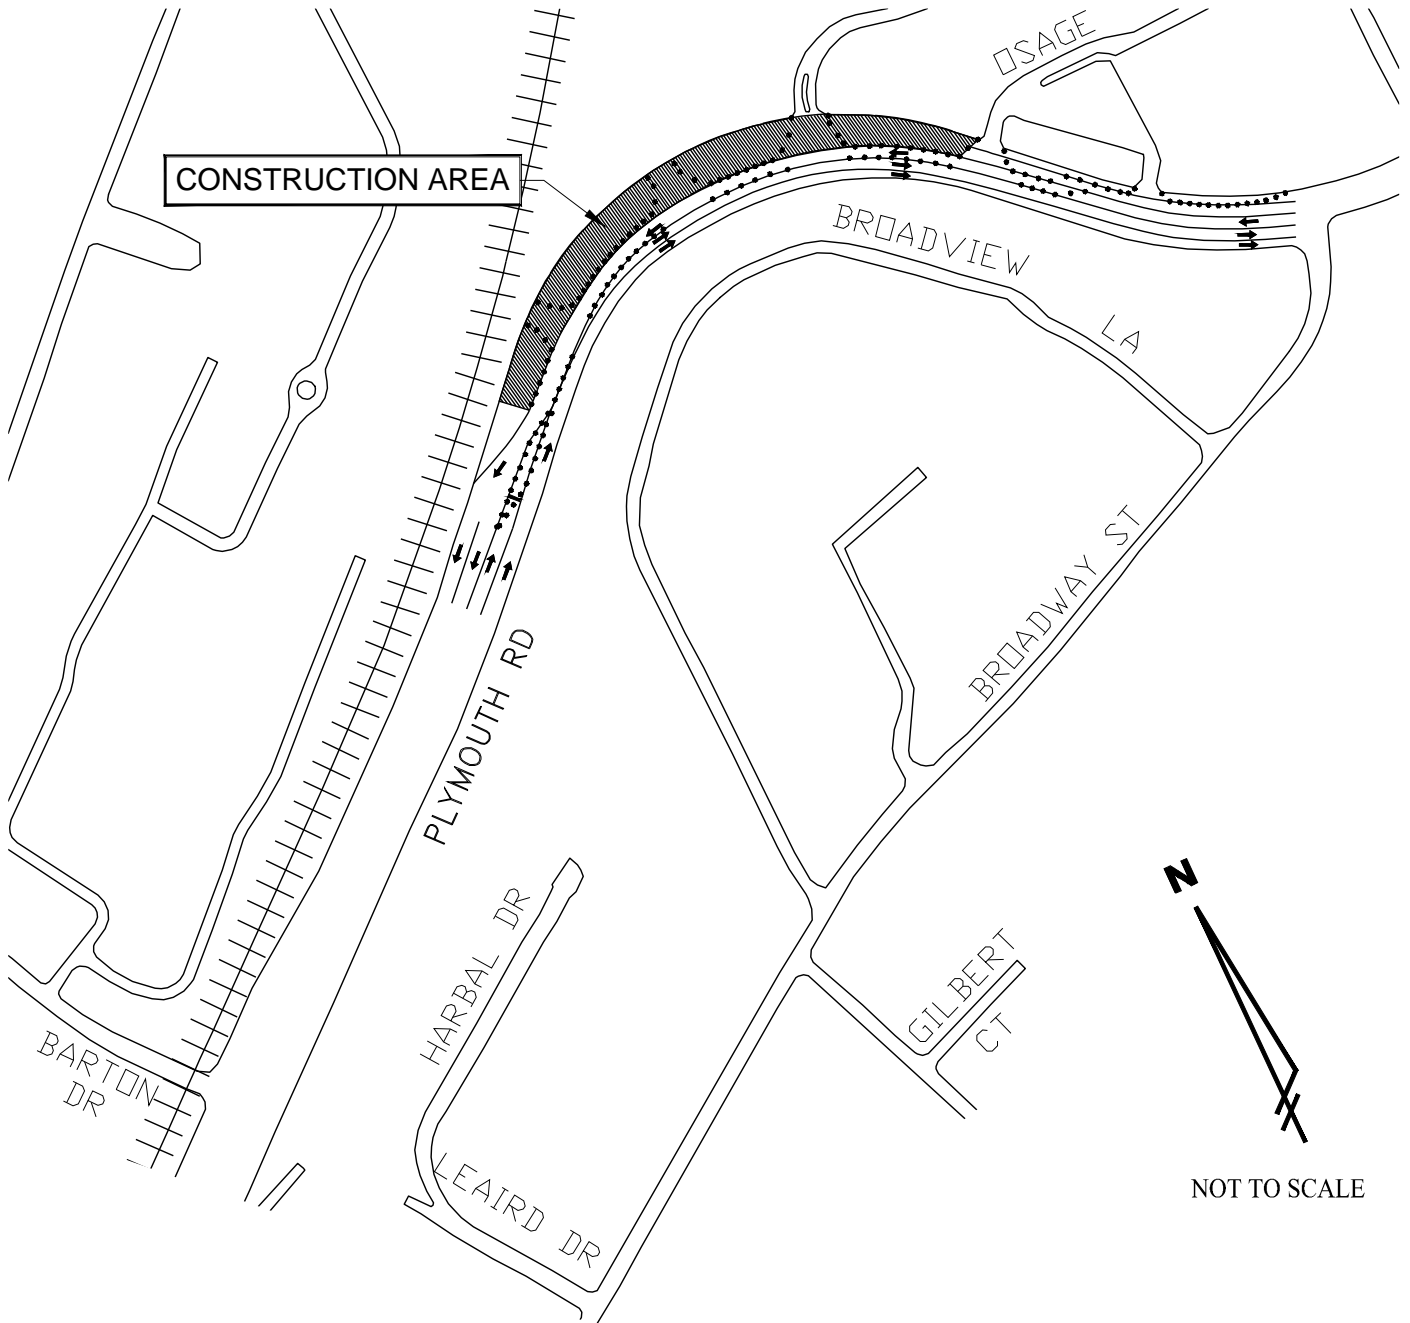 OSAGE
CONSTRUCTION AREA
BROADVIEW
LA
BROADWAY ST
PLYMOUTH RD
N
HARBAL DR
GILBERT
CT
BARTON
DR
LEAIRD DR
NOT TO SCALE